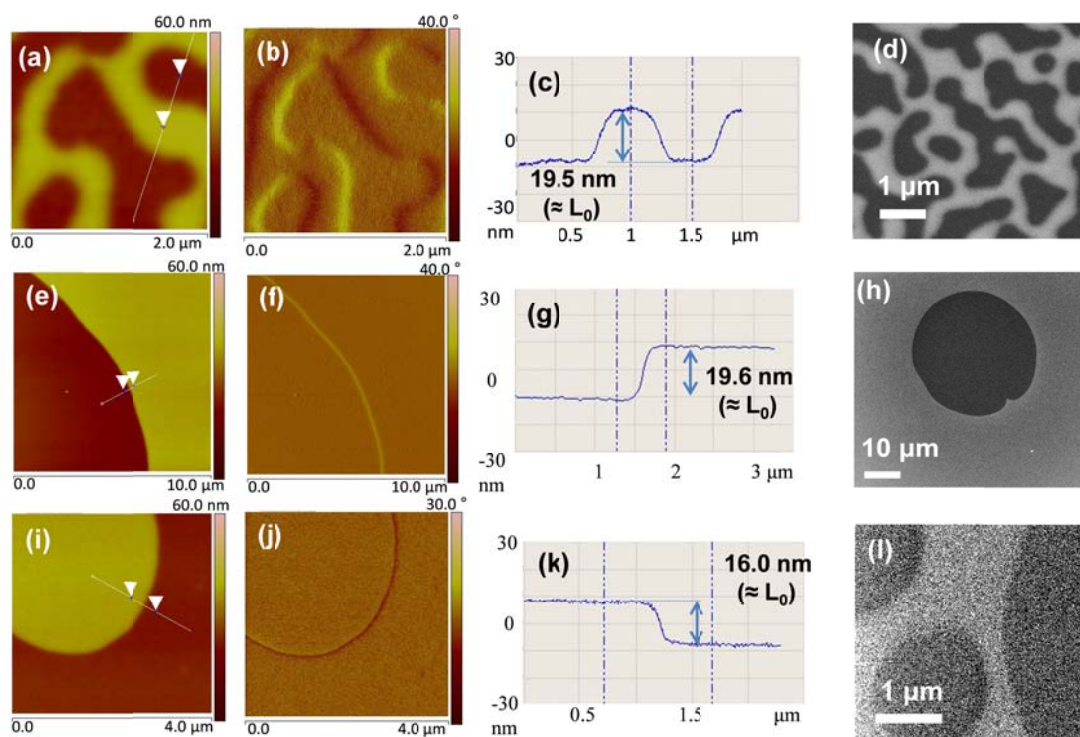 60.0 nm
(a)
0.0
2.0 µm
40.0 °
(b)
0.0
2.0 µm
30
(c)
0
19.5 nm
(≈ L₀)
-30
nm
0.5
1
1.5
µm
(d)
1 µm
60.0 nm
(e)
0.0
10.0 µm
40.0 °
(f)
0.0
10.0 µm
30
(g)
0
19.6 nm
(≈ L₀)
-30
nm
1
2
3 µm
(h)
10 µm
60.0 nm
(i)
0.0
4.0 µm
30.0 °
(j)
0.0
4.0 µm
30
(k)
16.0 nm
(≈ L₀)
0
-30
nm
0.5
1.5
µm
(l)
1 µm